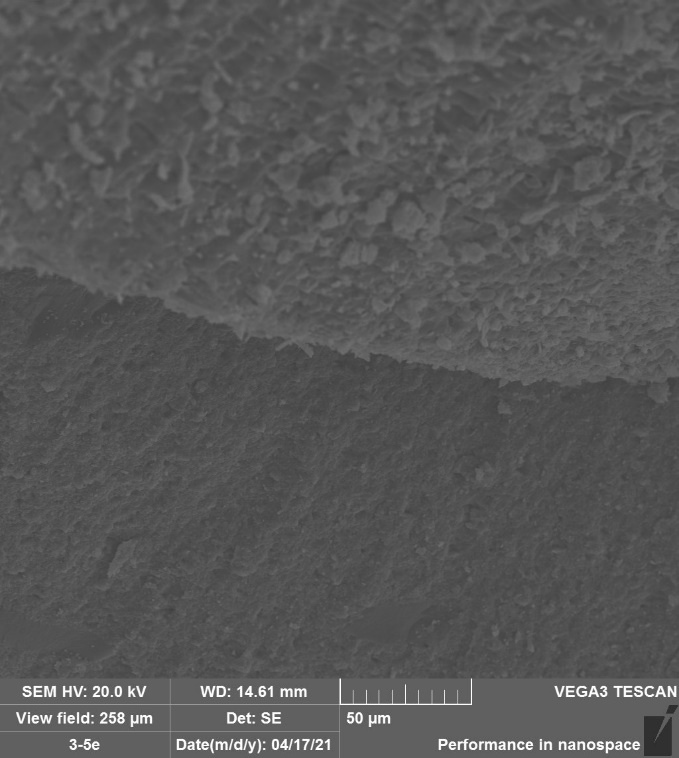 SEM HV: 20.0 kV WD: 14.61 mm VEGA3 TESCAN
View field: 258 µm Det: SE 50 µm
3-5e Date(m/d/y): 04/17/21 Performance in nanospace